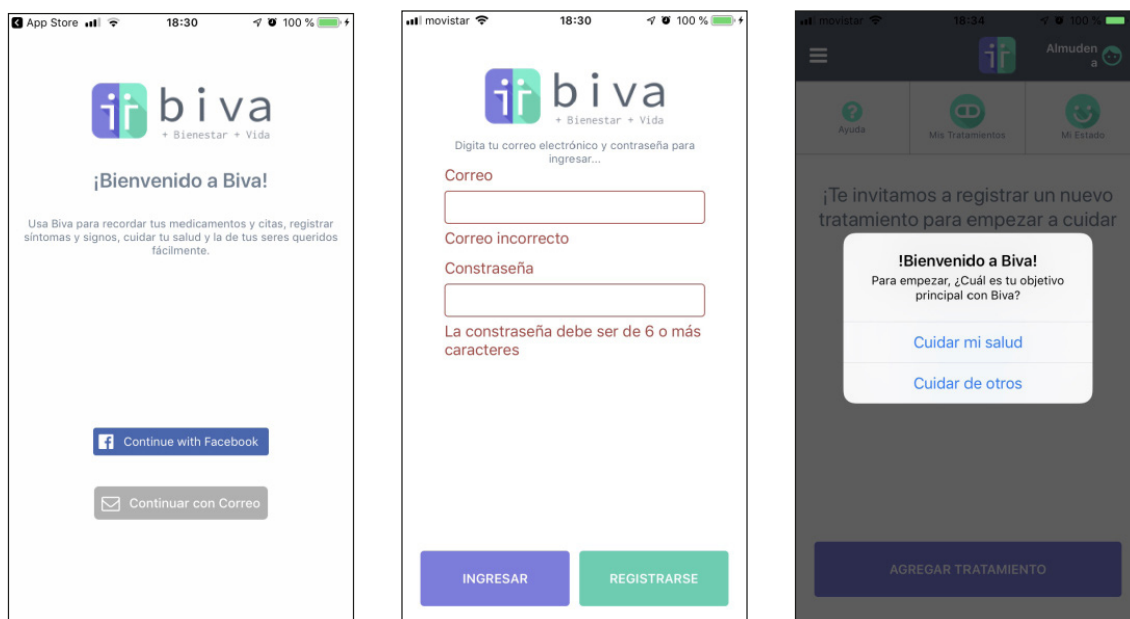 App Store 18:30 100 %
biva
+ Bienestar + Vida
¡Bienvenido a Biva!
Usa Biva para recordar tus medicamentos y citas, registrar
síntomas y signos, cuidar tu salud y la de tus seres queridos
fácilmente.
Continue with Facebook
Continuar con Correo
movistar 18:30 100 %
biva
+ Bienestar + Vida
Digita tu correo electrónico y contraseña para
ingresar...
Correo
Correo incorrecto
Constraseña
La constraseña debe ser de 6 o más
caracteres
INGRESAR REGISTRARSE
movistar 18:34 100 %
Almuden
a
Ayuda Mis Tratamientos Mi Estado
¡Te invitamos a registrar un nuevo
tratamiento para empezar a cuidar
!Bienvenido a Biva!
Para empezar, ¿Cuál es tu objetivo
principal con Biva?
Cuidar mi salud
Cuidar de otros
AGREGAR TRATAMIENTO